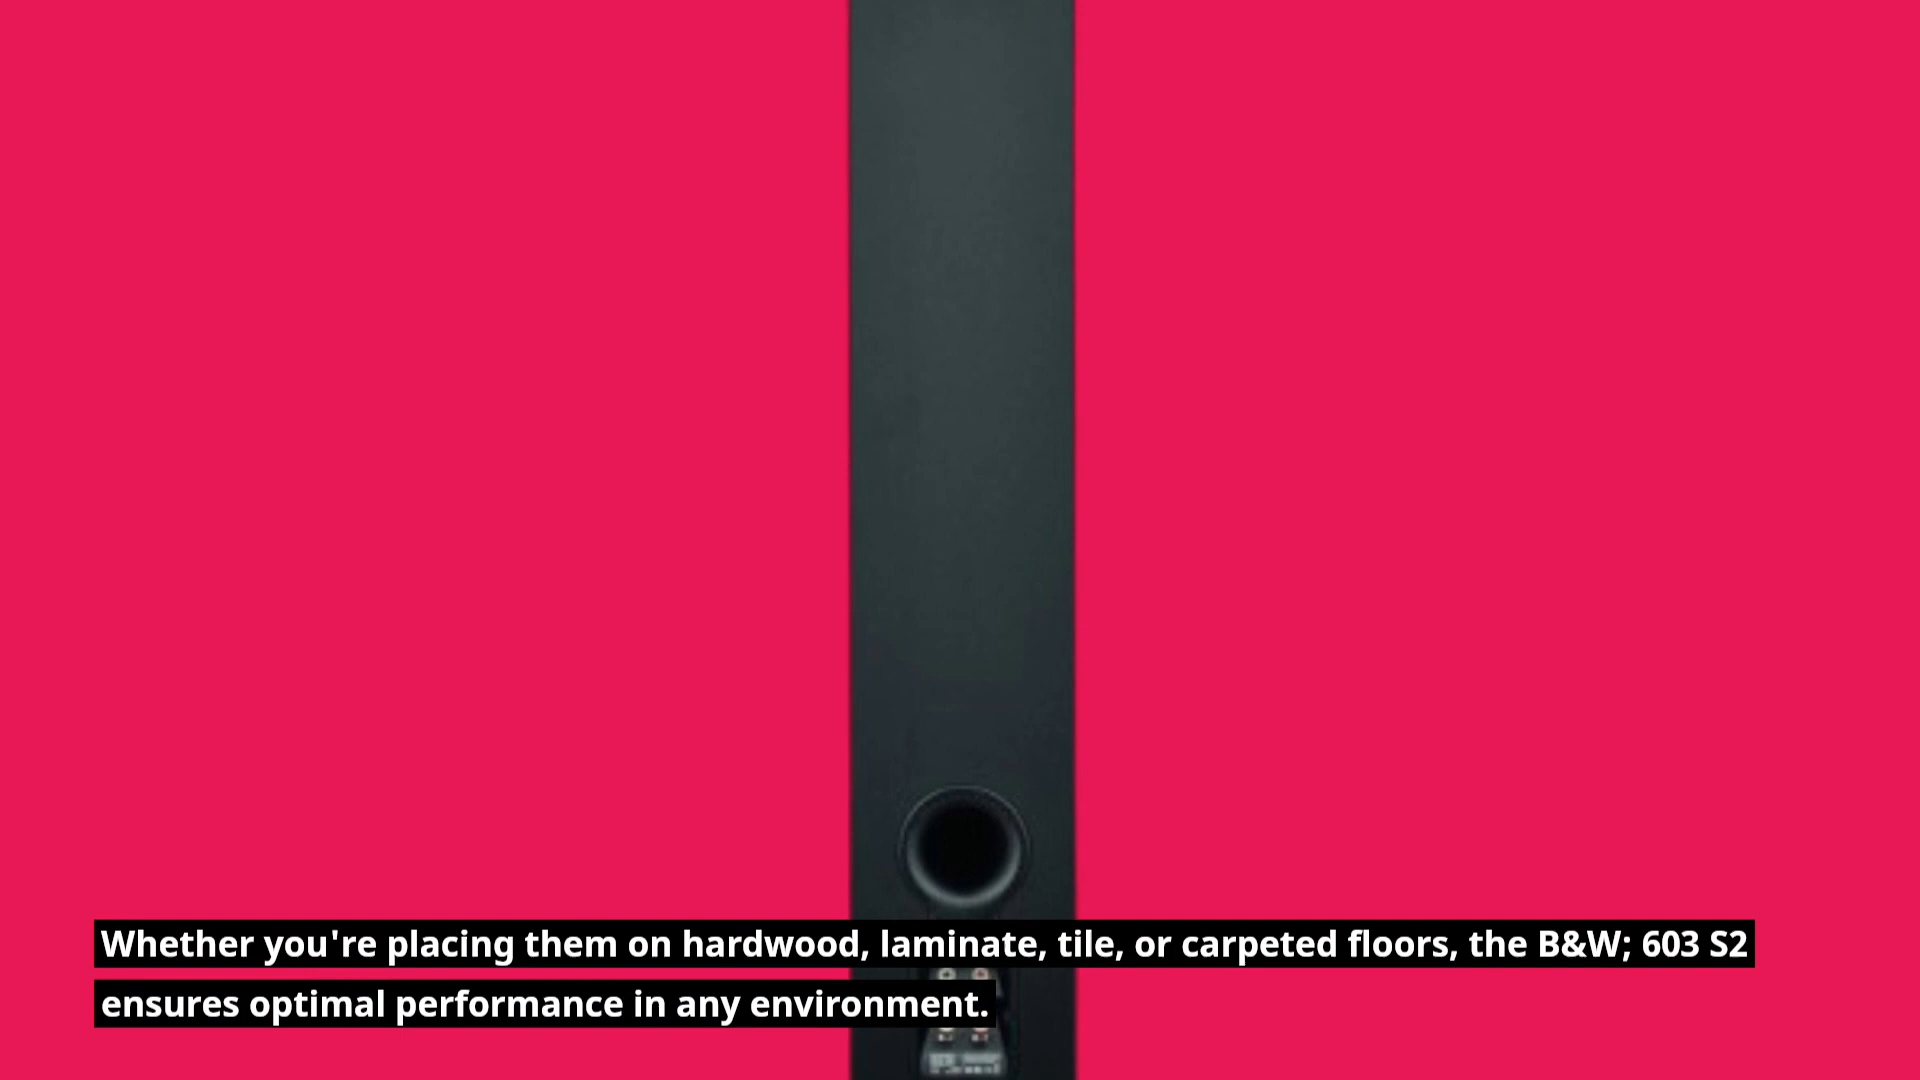 Whether you're placing them on hardwood, laminate, tile, or carpeted floors, the B&W; 603 S2
ensures optimal performance in any environment.